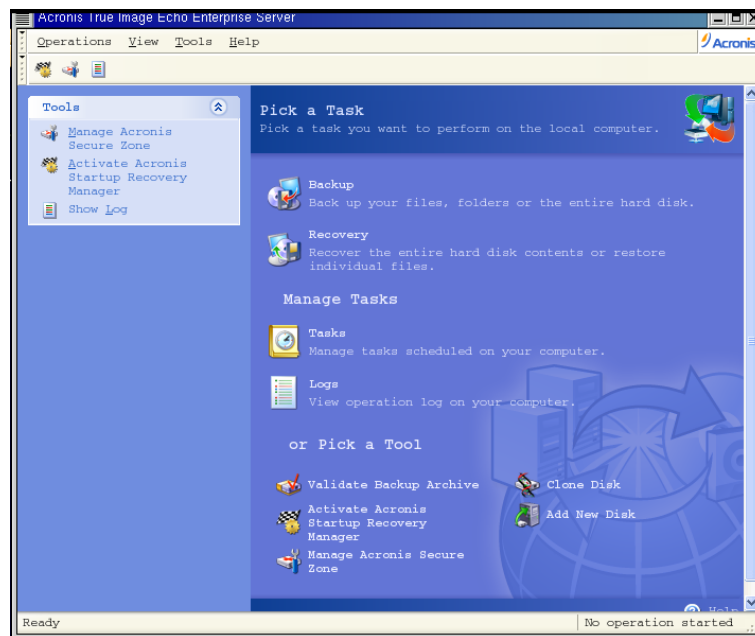 Acronis True Image Echo Enterprise Server
Operations View Tools Help
Acronis
Tools
Manage Acronis
Secure Zone
Activate Acronis
Startup Recovery
Manager
Show Log
Pick a Task
Pick a task you want to perform on the local computer.
Backup
Back up your files, folders or the entire hard disk.
Recovery
Recover the entire hard disk contents or restore
individual files.
Manage Tasks
Tasks
Manage tasks scheduled on your computer.
Logs
View operation log on your computer.
or Pick a Tool
Validate Backup Archive
Activate Acronis
Startup Recovery
Manager
Manage Acronis Secure
Zone
Clone Disk
Add New Disk
Help
Ready
No operation started